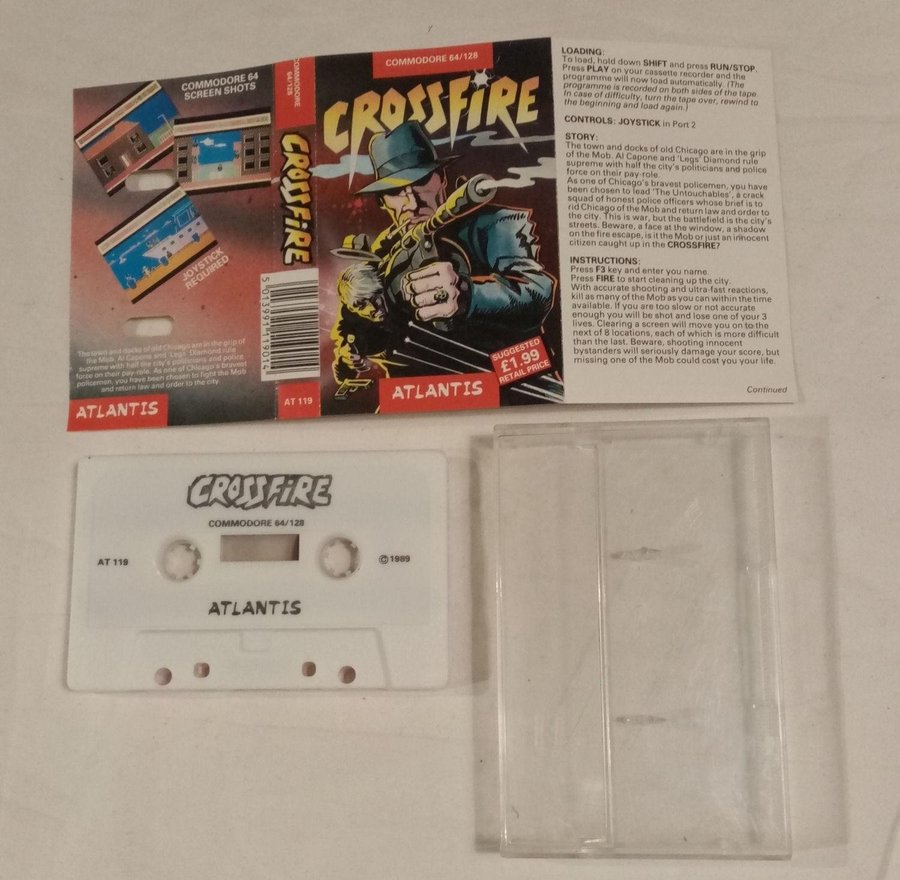 COMMODORE 64
SCREEN SHOTS
JOYSTICK
REQUIRED
The town and docks of old Chicago are in the grip of
the Mob. Al Capone and 'Legs' Diamond rule
supreme with half the city's politicians and police
force on their pay-role. As one of Chicago's bravest
policemen, you have been chosen to fight the Mob
and return law and order to the city
ATLANTIS
COMMODORE
64/128
CROSSFIRE
5 013991 119014
AT 119
COMMODORE 64/128
CROSSFIRE
SUGGESTED
£1.99
RETAIL PRICE
ATLANTIS
LOADING:
To load, hold down SHIFT and press RUN/STOP.
Press PLAY on your cassette recorder and the
programme will now load automatically. (The
programme is recorded on both sides of the tape.
In case of difficulty, turn the tape over, rewind to
the beginning and load again.)
CONTROLS: JOYSTICK in Port 2
STORY:
The town and docks of old Chicago are in the grip
of the Mob. Al Capone and 'Legs' Diamond rule
supreme with half the city's politicians and police
force on their pay-role.
As one of Chicago's bravest policemen, you have
been chosen to lead 'The Untouchables', a crack
squad of honest police officers whose brief is to
rid Chicago of the Mob and return law and order to
the city. This is war, but the battlefield is the city's
streets. Beware, a face at the window, a shadow
on the fire escape, is it the Mob or just an innocent
citizen caught up in the CROSSFIRE?
INSTRUCTIONS:
Press F3 key and enter you name.
Press FIRE to start cleaning up the city.
With accurate shooting and ultra-fast reactions,
kill as many of the Mob as you can within the time
available. If you are too slow or not accurate
enough you will be shot and lose one of your 3
lives. Clearing a screen will move you on to the
next of 8 locations, each of which is more difficult
than the last. Beware, shooting innocent
bystanders will seriously damage your score, but
missing one of the Mob could cost you your life.
Continued
CROSSFIRE
COMMODORE 64/128
AT 119
©1989
ATLANTIS